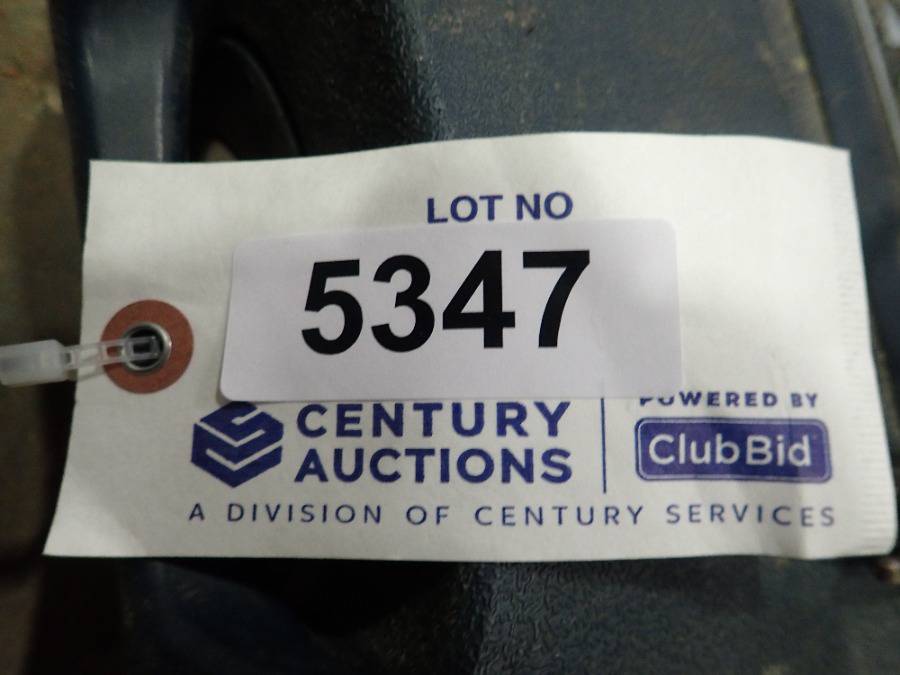 LOT NO
5347
CENTURY
AUCTIONS
POWERED BY
ClubBid
A DIVISION OF CENTURY SERVICES